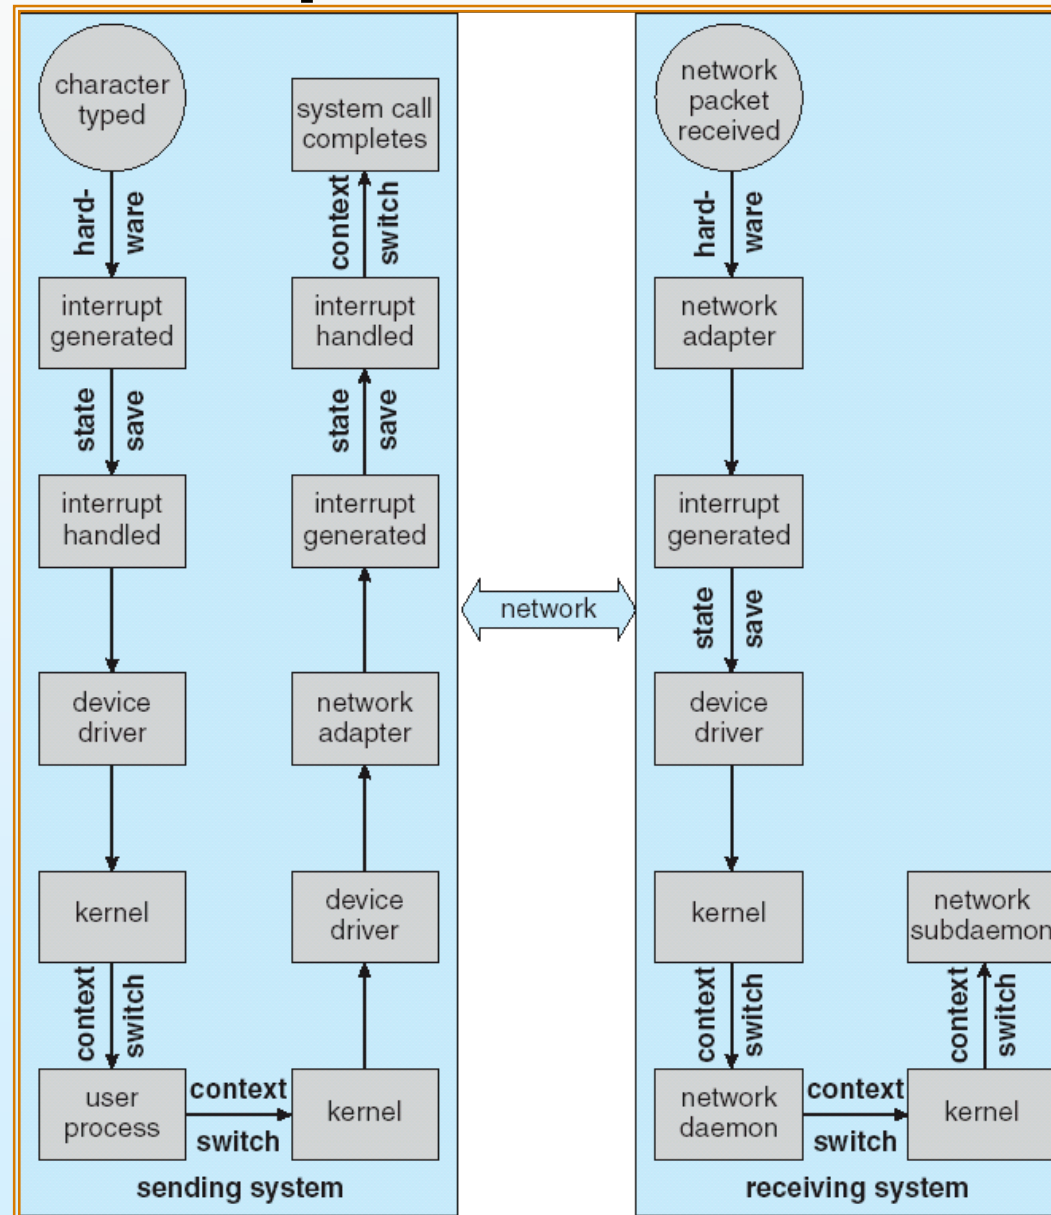 character
typed
hard-
ware
interrupt
generated
state
save
interrupt
handled
device
driver
kernel
context
switch
user
process
context
switch
kernel
device
driver
network
adapter
interrupt
generated
state
save
interrupt
handled
context
switch
system call
completes
sending system
network
network
packet
received
hard-
ware
network
adapter
interrupt
generated
state
save
device
driver
kernel
context
switch
network
daemon
context
switch
kernel
context
switch
network
subdaemon
receiving system